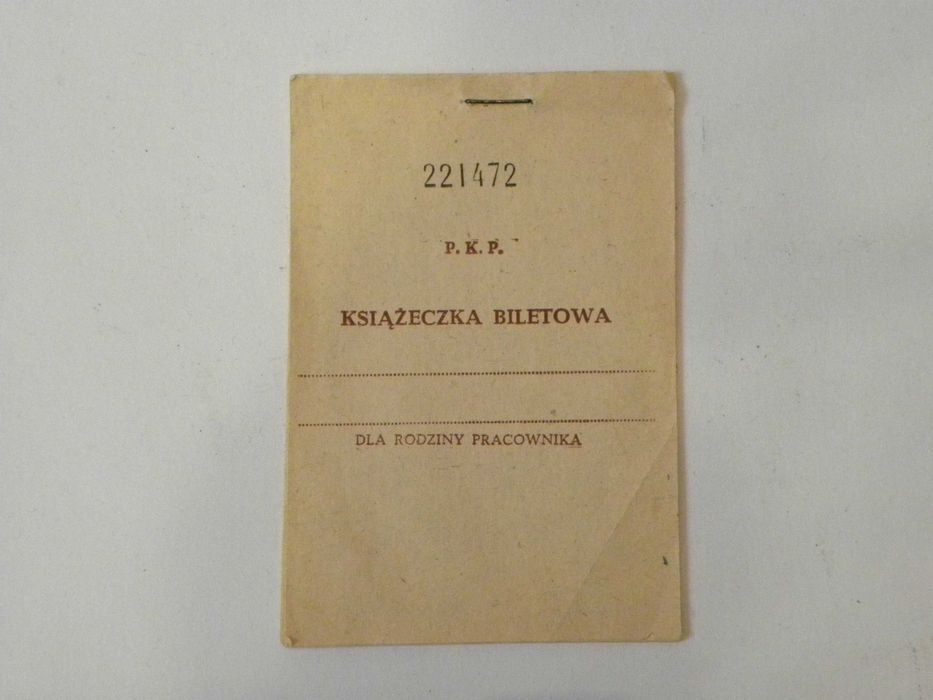 221472
P. K. P.
KSIĄŻECZKA BILETOWA
DLA RODZINY PRACOWNIKA